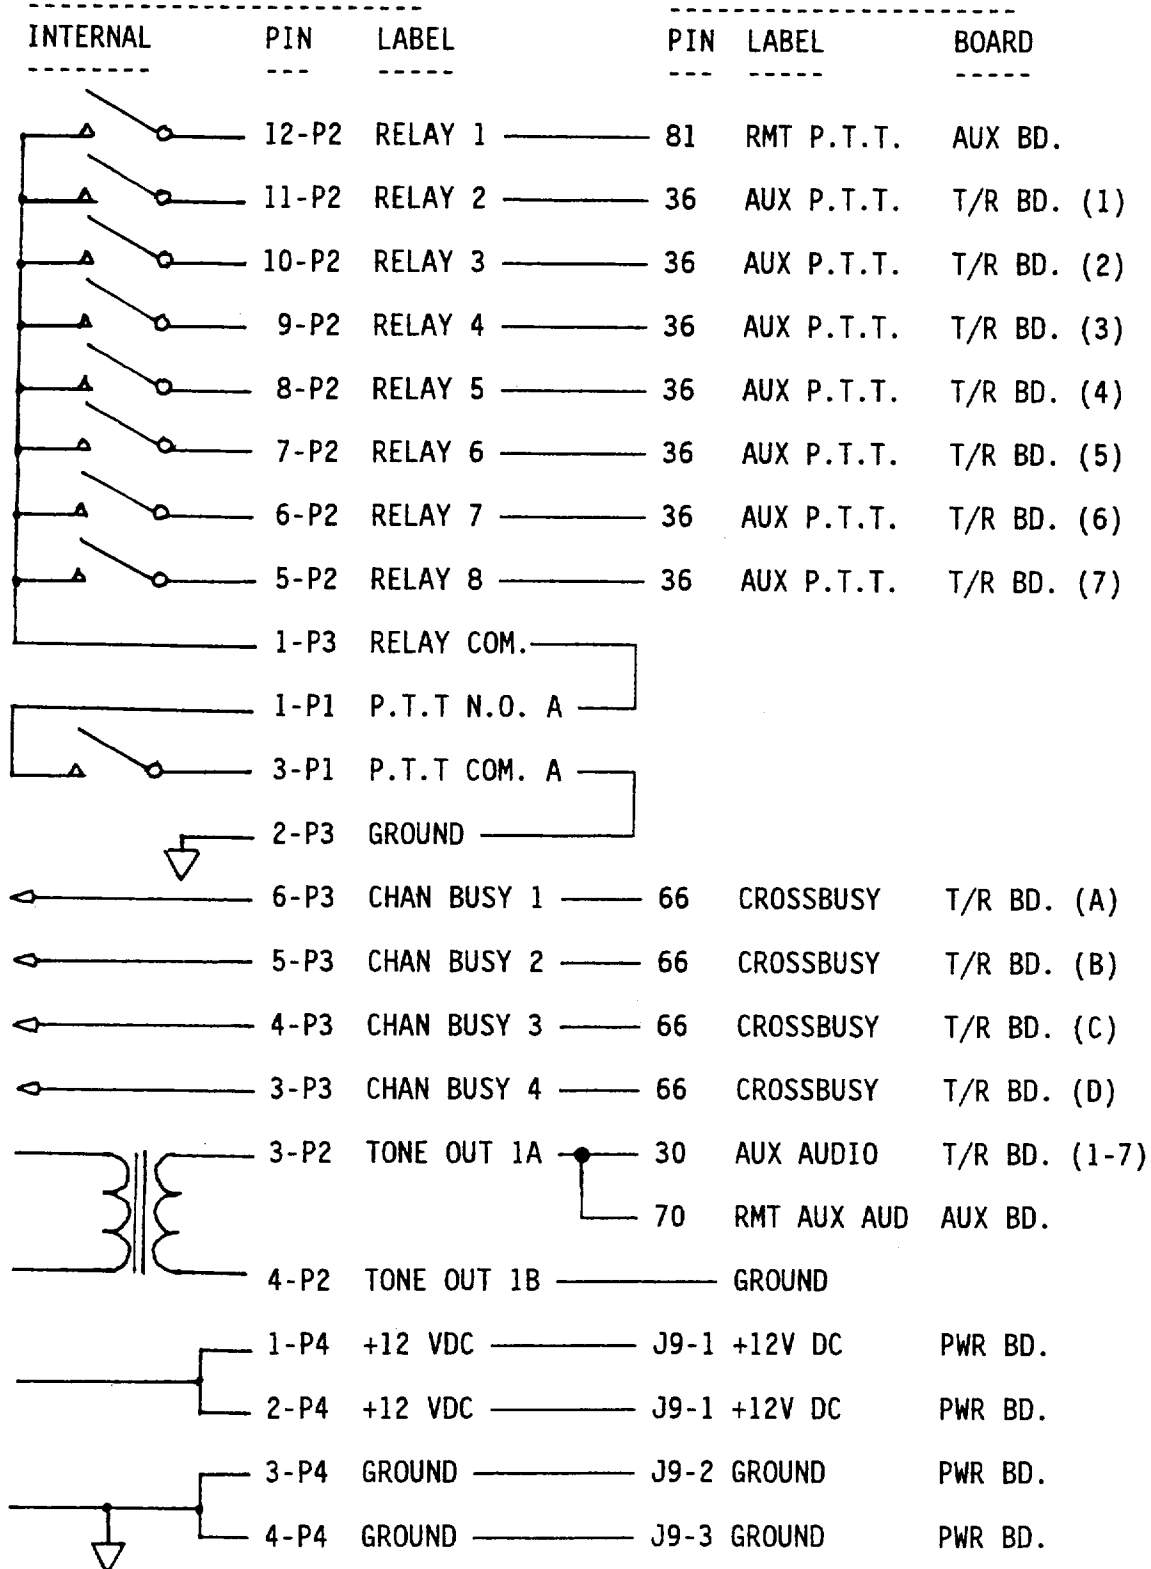 INTERNAL PIN LABEL PIN LABEL BOARD
12-P2 RELAY 1 81 RMT P.T.T. AUX BD.
11-P2 RELAY 2 36 AUX P.T.T. T/R BD. (1)
10-P2 RELAY 3 36 AUX P.T.T. T/R BD. (2)
9-P2 RELAY 4 36 AUX P.T.T. T/R BD. (3)
8-P2 RELAY 5 36 AUX P.T.T. T/R BD. (4)
7-P2 RELAY 6 36 AUX P.T.T. T/R BD. (5)
6-P2 RELAY 7 36 AUX P.T.T. T/R BD. (6)
5-P2 RELAY 8 36 AUX P.T.T. T/R BD. (7)
1-P3 RELAY COM.
1-P1 P.T.T N.O. A
3-P1 P.T.T COM. A
2-P3 GROUND
6-P3 CHAN BUSY 1 66 CROSSBUSY T/R BD. (A)
5-P3 CHAN BUSY 2 66 CROSSBUSY T/R BD. (B)
4-P3 CHAN BUSY 3 66 CROSSBUSY T/R BD. (C)
3-P3 CHAN BUSY 4 66 CROSSBUSY T/R BD. (D)
3-P2 TONE OUT 1A 30 AUX AUDIO T/R BD. (1-7)
70 RMT AUX AUD AUX BD.
4-P2 TONE OUT 1B GROUND
1-P4 +12 VDC J9-1 +12V DC PWR BD.
2-P4 +12 VDC J9-1 +12V DC PWR BD.
3-P4 GROUND J9-2 GROUND PWR BD.
4-P4 GROUND J9-3 GROUND PWR BD.